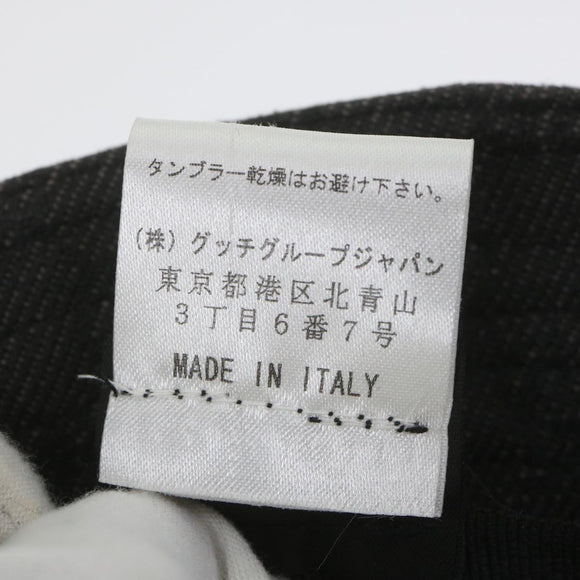 タンブラー乾燥はお避け下さい。
(株)グッチグループジャパン
東京都港区北青山
3丁目6番7号
MADE IN ITALY